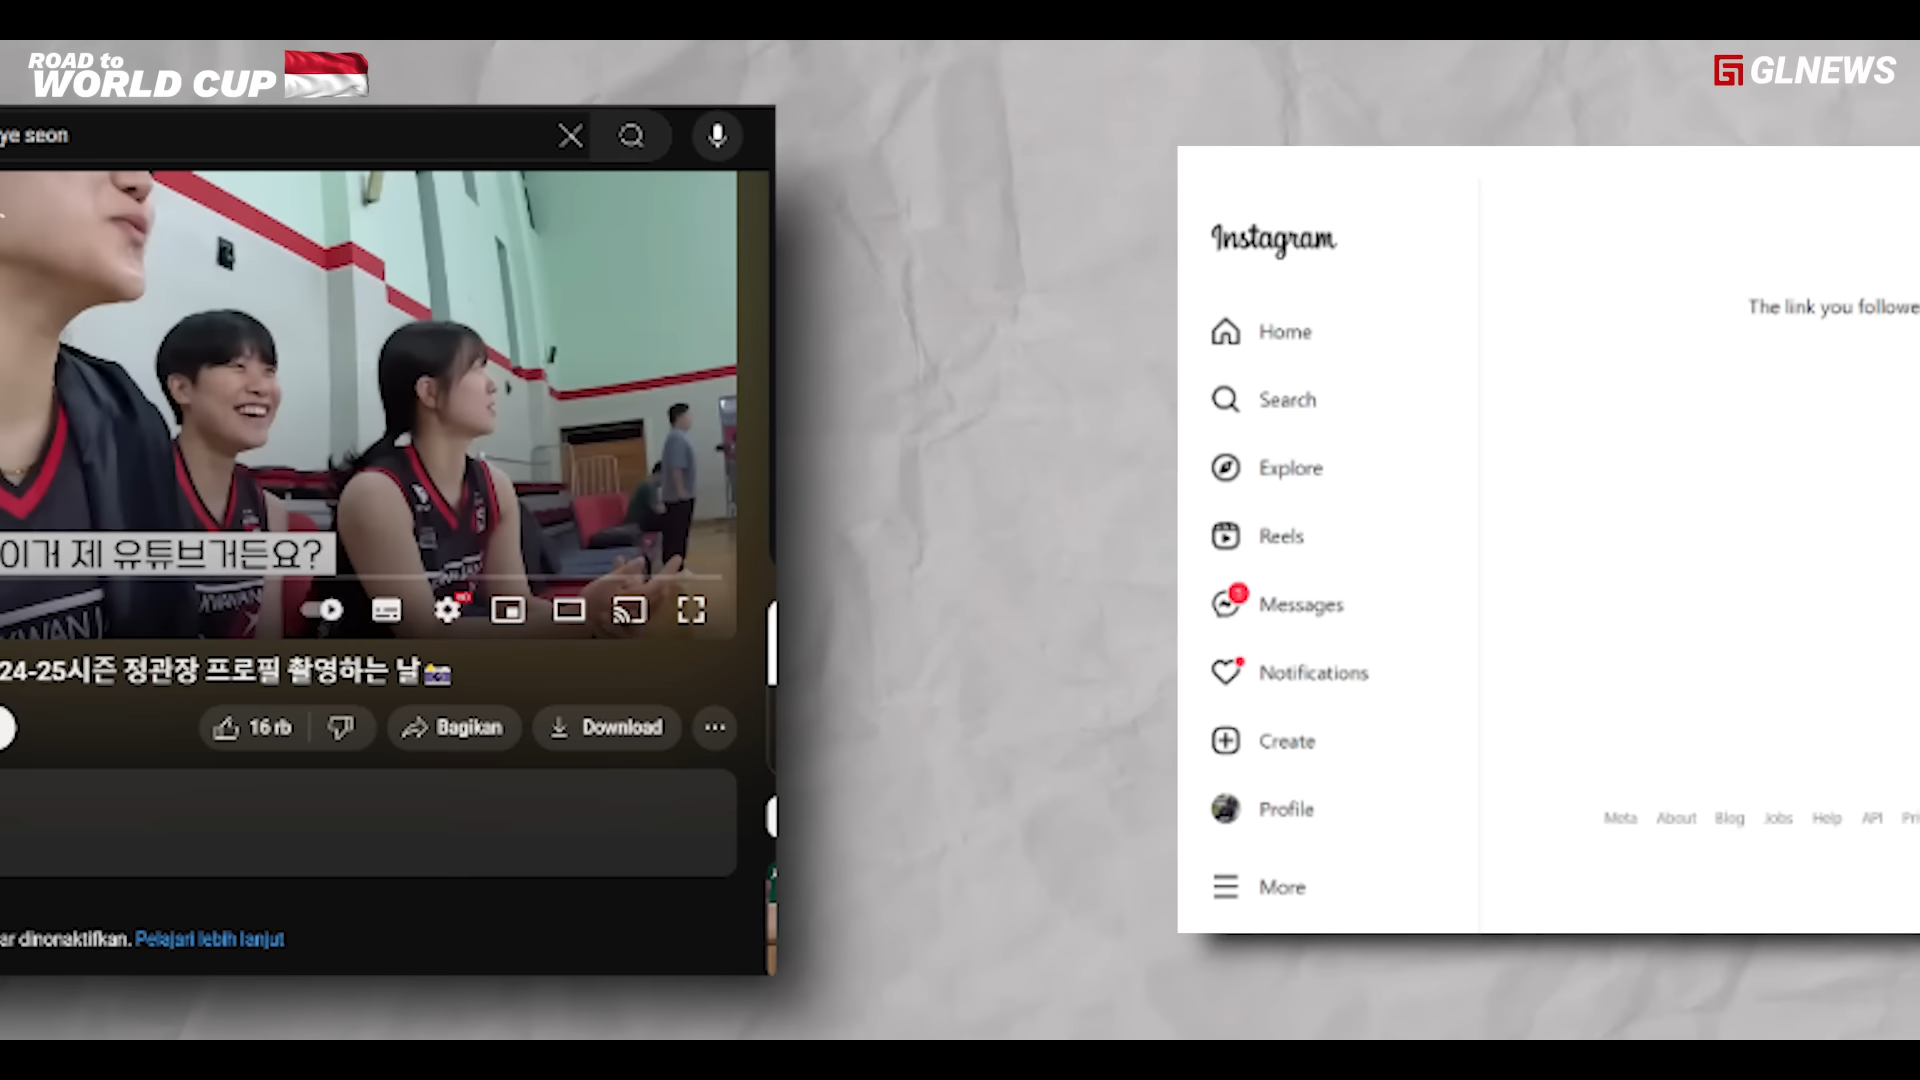 ROAD to
WORLD CUP
GLNEWS
ye seon
이거 제 유튜브거든요?
24-25시즌 정관장 프로필 촬영하는 날
16 rb
Bagikan
Download
ar dinonaktifkan. Pelajari lebih lanjut
Instagram
Home
Search
Explore
Reels
Messages
Notifications
Create
Profile
More
The link you followe
Meta About Blog Jobs Help API Pri